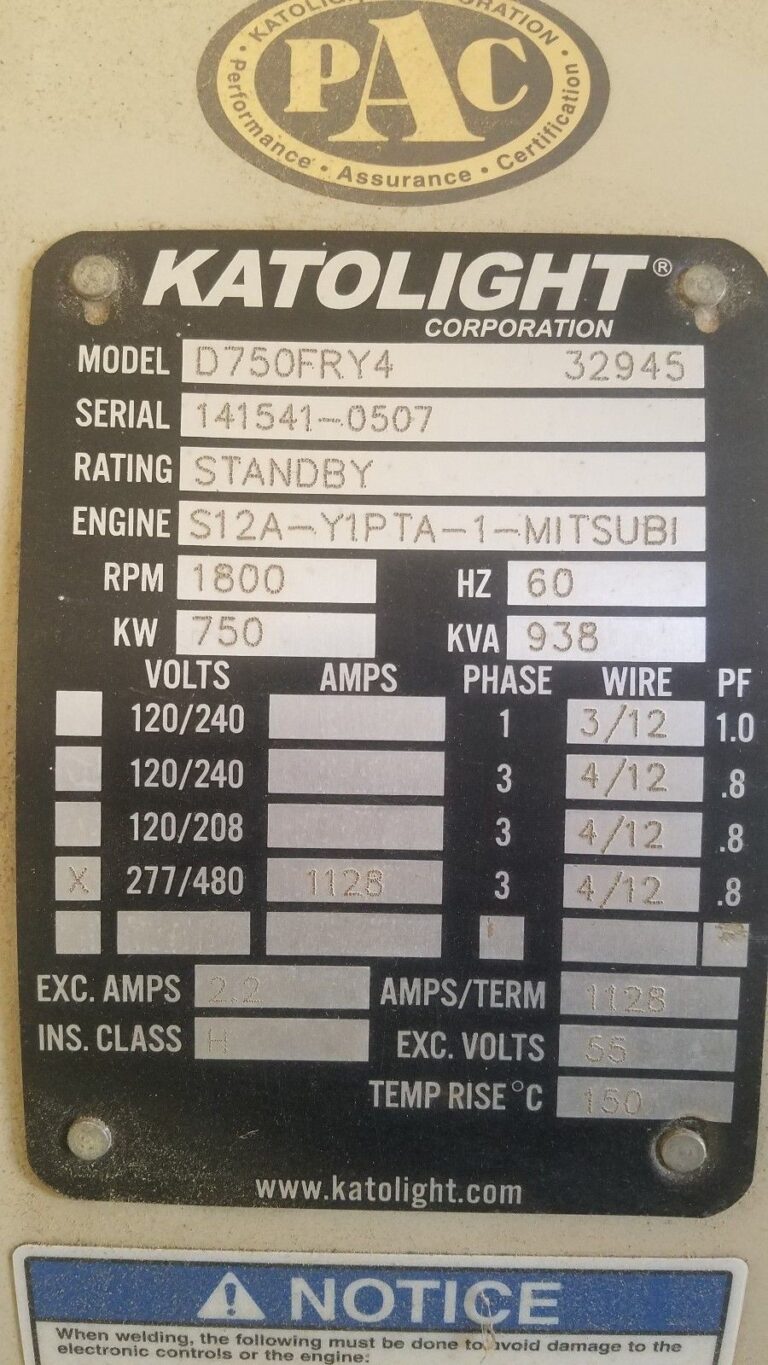 KATOLIGHT CORPORATION
PAC
Performance • Assurance • Certification
KATOLIGHT®
CORPORATION
MODEL D750FRY4 32945
SERIAL 141541-0507
RATING STANDBY
ENGINE S12A-Y1PTA-1-MITSUBI
RPM 1800 HZ 60
KW 750 KVA 938
VOLTS AMPS PHASE WIRE PF
120/240 1 3/12 1.0
120/240 3 4/12 .8
120/208 3 4/12 .8
X 277/480 1128 3 4/12 .8
EXC. AMPS 2.2 AMPS/TERM 1128
INS. CLASS H EXC. VOLTS 55
TEMP RISE °C 150
www.katolight.com
NOTICE
When welding, the following must be done to avoid damage to the
electronic controls or the engine: